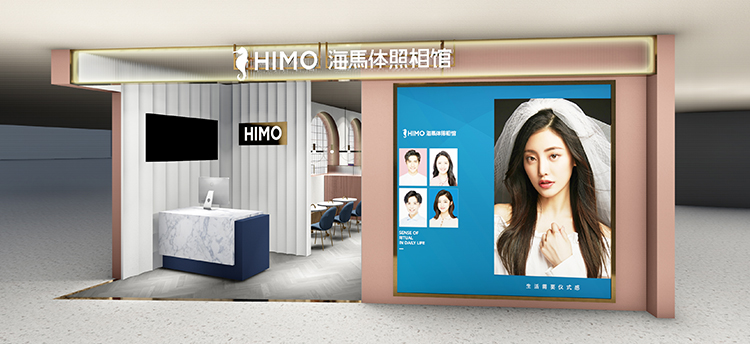 HIMO 海馬体照相馆
HIMO
HIMO 海馬体照相馆
SENSE OF
RITUAL
IN DAILY LIFE
生活需要仪式感